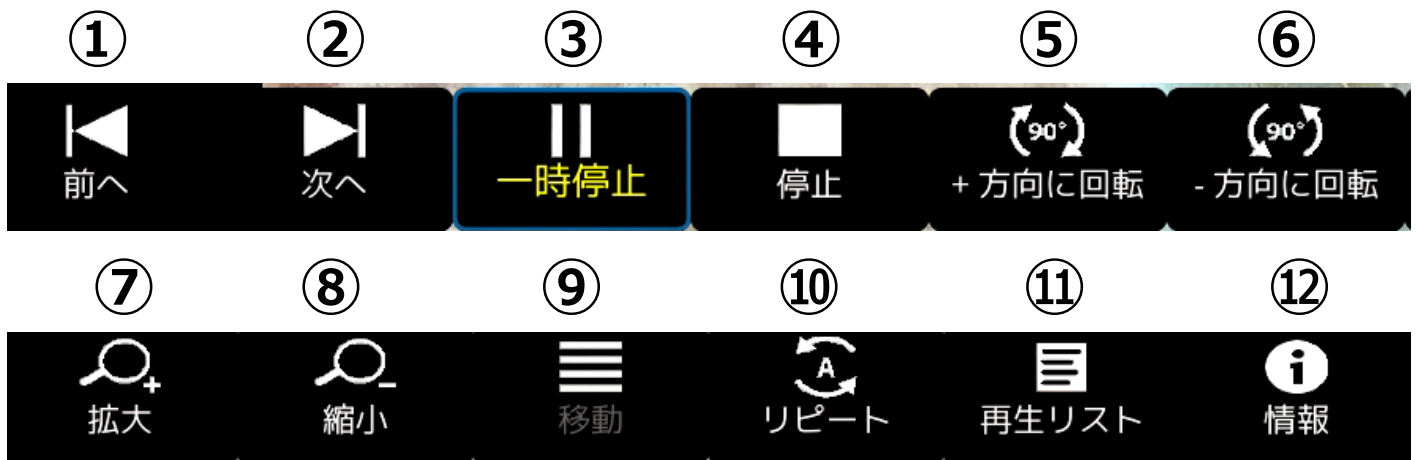 ① ② ③ ④ ⑤ ⑥
90° 90°
前へ 次へ 一時停止 停止 + 方向に回転 - 方向に回転
⑦ ⑧ ⑨ ⑩ ⑪ ⑫
A i
拡大 縮小 移動 リピート 再生リスト 情報